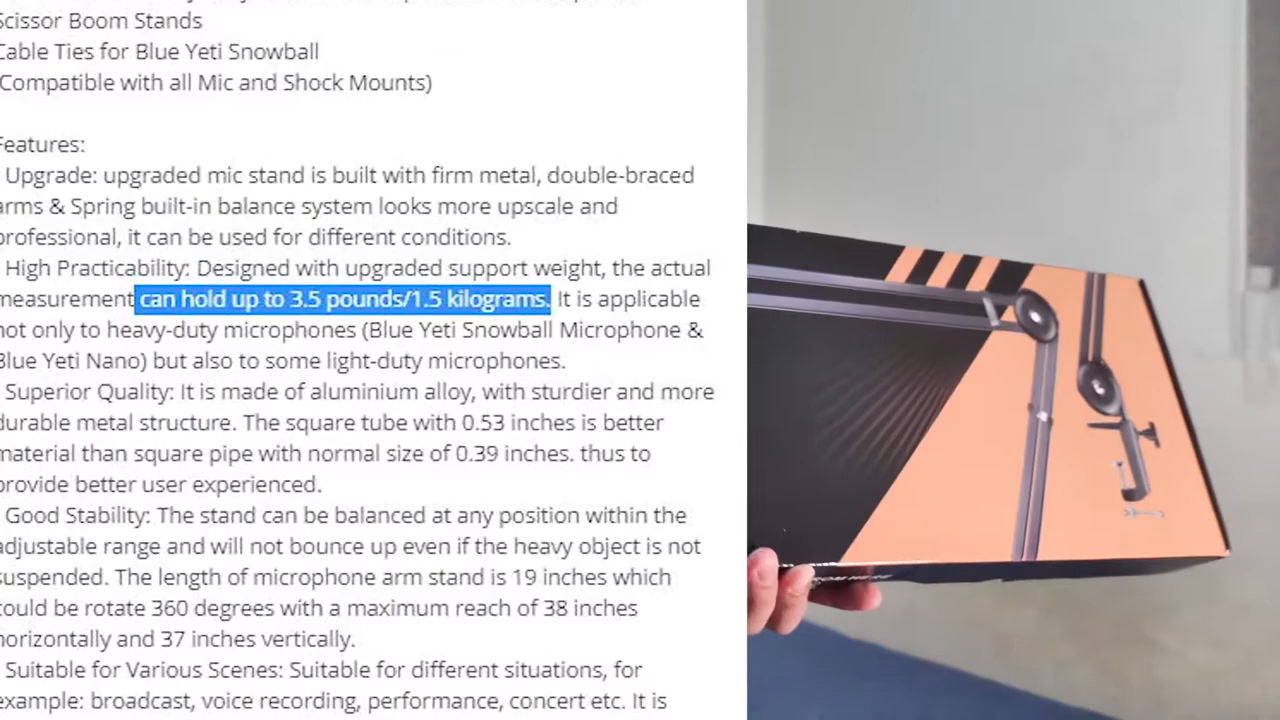 Scissor Boom Stands
Cable Ties for Blue Yeti Snowball
(Compatible with all Mic and Shock Mounts)
Features:
Upgrade: upgraded mic stand is built with firm metal, double-braced
arms & Spring built-in balance system looks more upscale and
professional, it can be used for different conditions.
High Practicability: Designed with upgraded support weight, the actual
measurement can hold up to 3.5 pounds/1.5 kilograms. It is applicable
not only to heavy-duty microphones (Blue Yeti Snowball Microphone &
Blue Yeti Nano) but also to some light-duty microphones.
Superior Quality: It is made of aluminium alloy, with sturdier and more
durable metal structure. The square tube with 0.53 inches is better
material than square pipe with normal size of 0.39 inches. thus to
provide better user experienced.
Good Stability: The stand can be balanced at any position within the
adjustable range and will not bounce up even if the heavy object is not
suspended. The length of microphone arm stand is 19 inches which
could be rotate 360 degrees with a maximum reach of 38 inches
horizontally and 37 inches vertically.
Suitable for Various Scenes: Suitable for different situations, for
example: broadcast, voice recording, performance, concert etc. It is